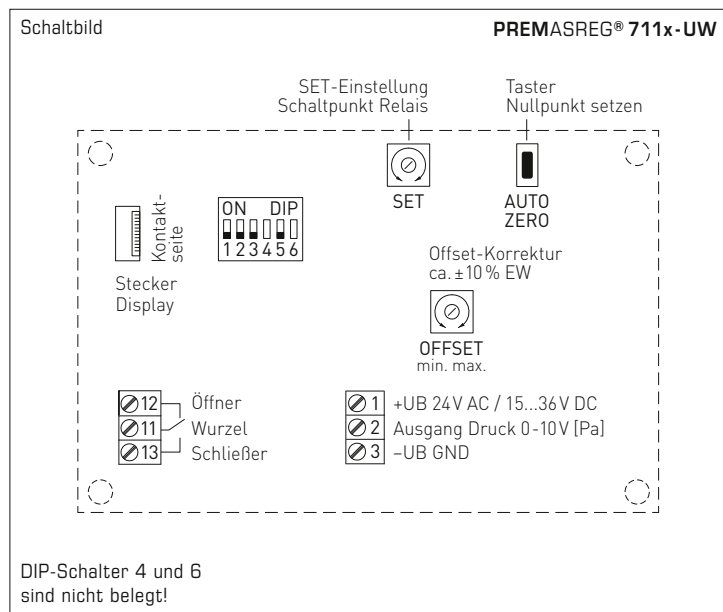 Schaltbild
PREMASREG® 711x-UW
SET-Einstellung
Schaltpunkt Relais
Taster
Nullpunkt setzen
SET
AUTO
ZERO
Kontakt-
seite
ON DIP
1 2 3 4 5 6
Stecker
Display
Offset-Korrektur
ca. ± 10 % EW
OFFSET
min. max.
12 Öffner
11 Wurzel
13 Schließer
1 +UB 24 V AC / 15...36 V DC
2 Ausgang Druck 0-10 V [Pa]
3 –UB GND
DIP-Schalter 4 und 6
sind nicht belegt!